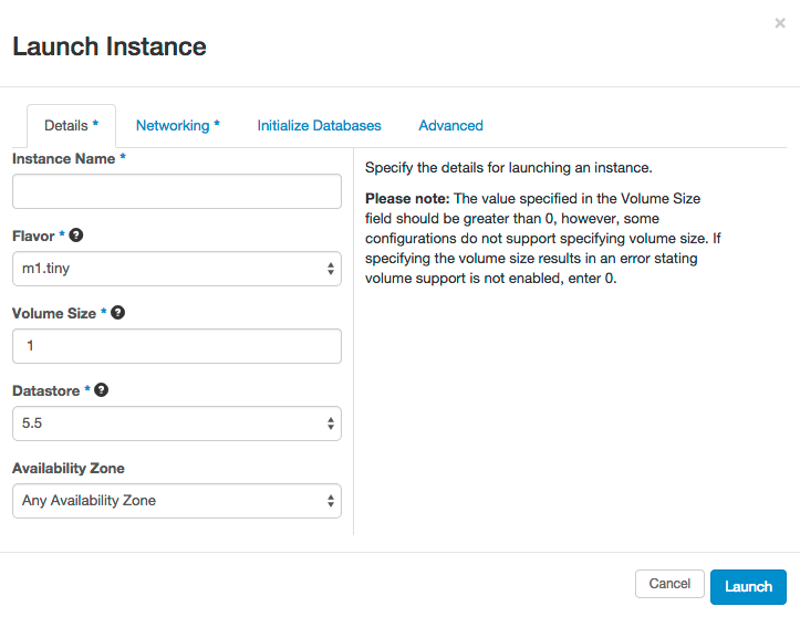 ×
Launch Instance
Details *
Networking *
Initialize Databases
Advanced
Instance Name *
Flavor * ?
m1.tiny
Volume Size * ?
1
Datastore * ?
5.5
Availability Zone
Any Availability Zone
Specify the details for launching an instance.
Please note: The value specified in the Volume Size
field should be greater than 0, however, some
configurations do not support specifying volume size. If
specifying the volume size results in an error stating
volume support is not enabled, enter 0.
Cancel
Launch